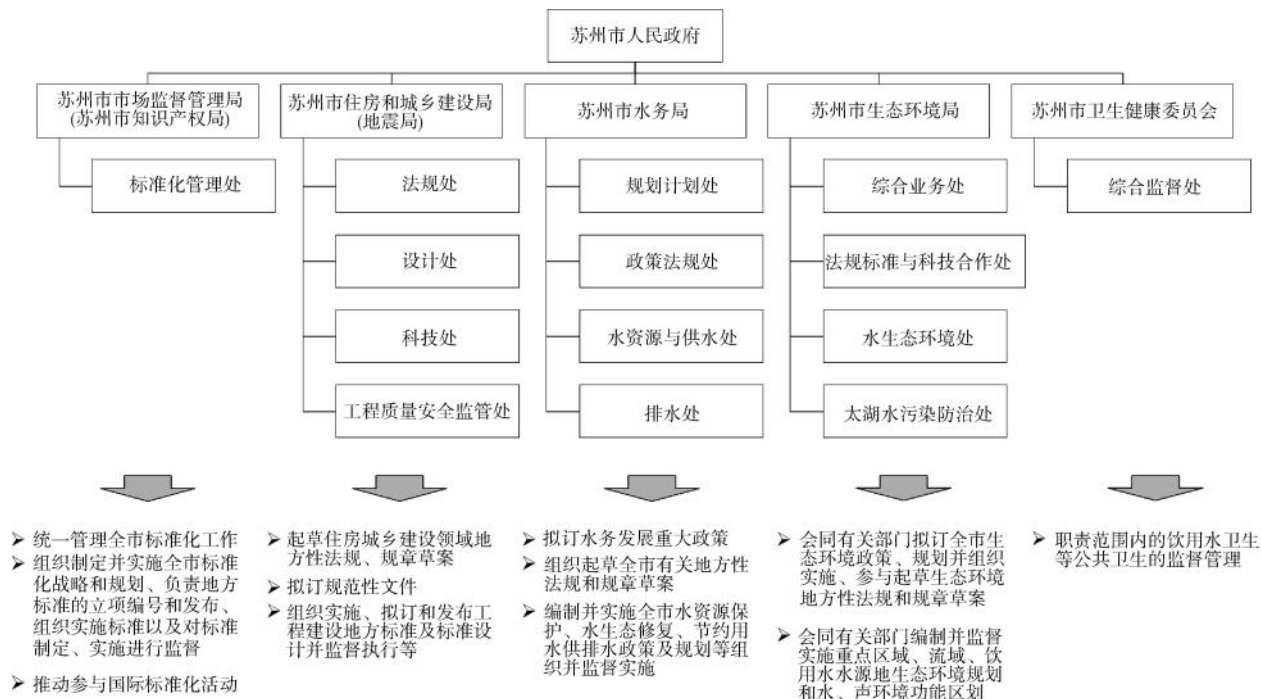 苏州市人民政府
苏州市市场监督管理局
(苏州市知识产权局)
苏州市住房和城乡建设局
(地震局)
苏州市水务局
苏州市生态环境局
苏州市卫生健康委员会
标准化管理处
法规处
规划计划处
综合业务处
综合监督处
设计处
政策法规处
法规标准与科技合作处
科技处
水资源与供水处
水生态环境处
工程质量安全监管处
排水处
太湖水污染防治处
➢ 统一管理全市标准化工作
➢ 组织制定并实施全市标准
化战略和规划、负责地方
标准的立项编号和发布、
组织实施标准以及对标准
制定、实施进行监督
➢ 推动参与国际标准化活动
➢ 起草住房城乡建设领域地
方性法规、规章草案
➢ 拟订规范性文件
➢ 组织实施、拟订和发布工
程建设地方标准及标准设
计并监督执行等
➢ 拟订水务发展重大政策
➢ 组织起草全市有关地方性
法规和规章草案
➢ 编制并实施全市水资源保
护、水生态修复、节约用
水供排水政策及规划等组
织并监督实施
➢ 会同有关部门拟订全市生
态环境政策、规划并组织
实施、参与起草生态环境
地方性法规和规章草案
➢ 会同有关部门编制并监督
实施重点区域、流域、饮
用水水源地生态环境规划
和水、声环境功能区划
➢ 职责范围内的饮用水卫生
等公共卫生的监督管理